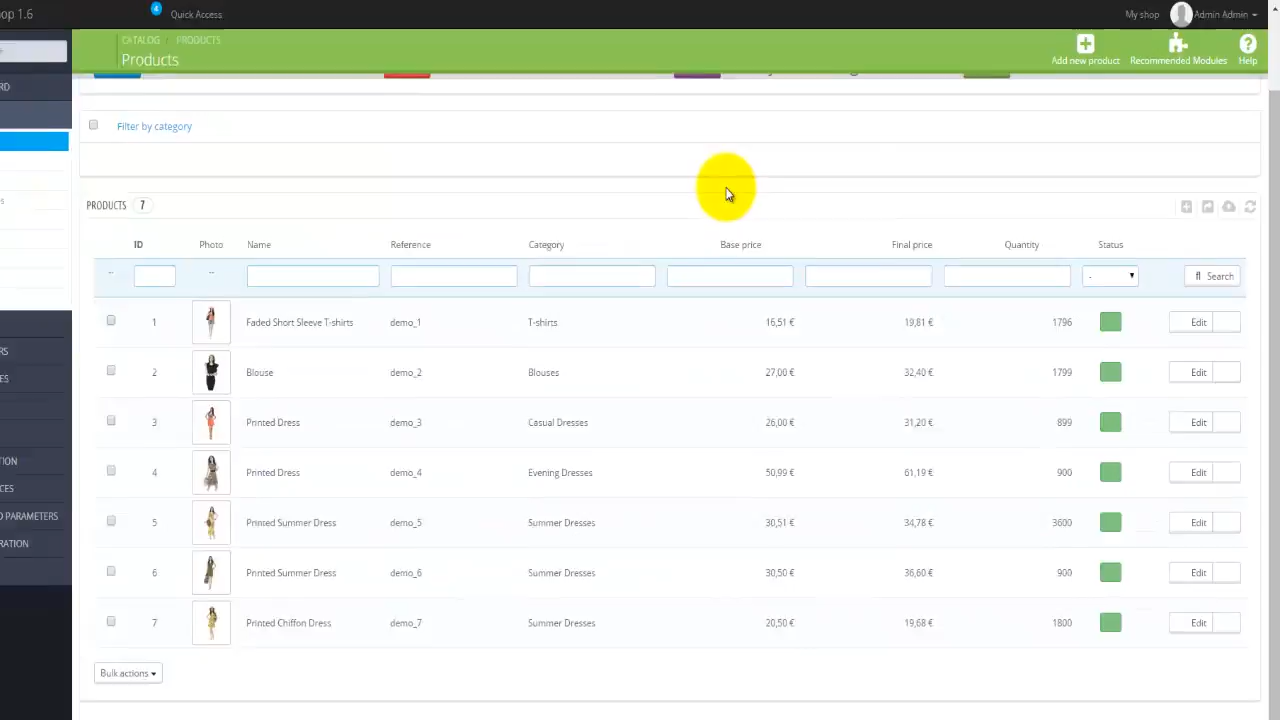 op 1.6
4
Quick Access
My shop
Admin Admin
CATALOG / PRODUCTS
Products
Add new product
Recommended Modules
Help
RD
s
RS
ES
TION
CES
D PARAMETERS
RATION
Filter by category
PRODUCTS 7
ID Photo Name Reference Category Base price Final price Quantity Status
-- -- - Search
1 Faded Short Sleeve T-shirts demo_1 T-shirts 16,51 € 19,81 € 1796 Edit
2 Blouse demo_2 Blouses 27,00 € 32,40 € 1799 Edit
3 Printed Dress demo_3 Casual Dresses 26,00 € 31,20 € 899 Edit
4 Printed Dress demo_4 Evening Dresses 50,99 € 61,19 € 900 Edit
5 Printed Summer Dress demo_5 Summer Dresses 30,51 € 34,78 € 3600 Edit
6 Printed Summer Dress demo_6 Summer Dresses 30,50 € 36,60 € 900 Edit
7 Printed Chiffon Dress demo_7 Summer Dresses 20,50 € 19,68 € 1800 Edit
Bulk actions